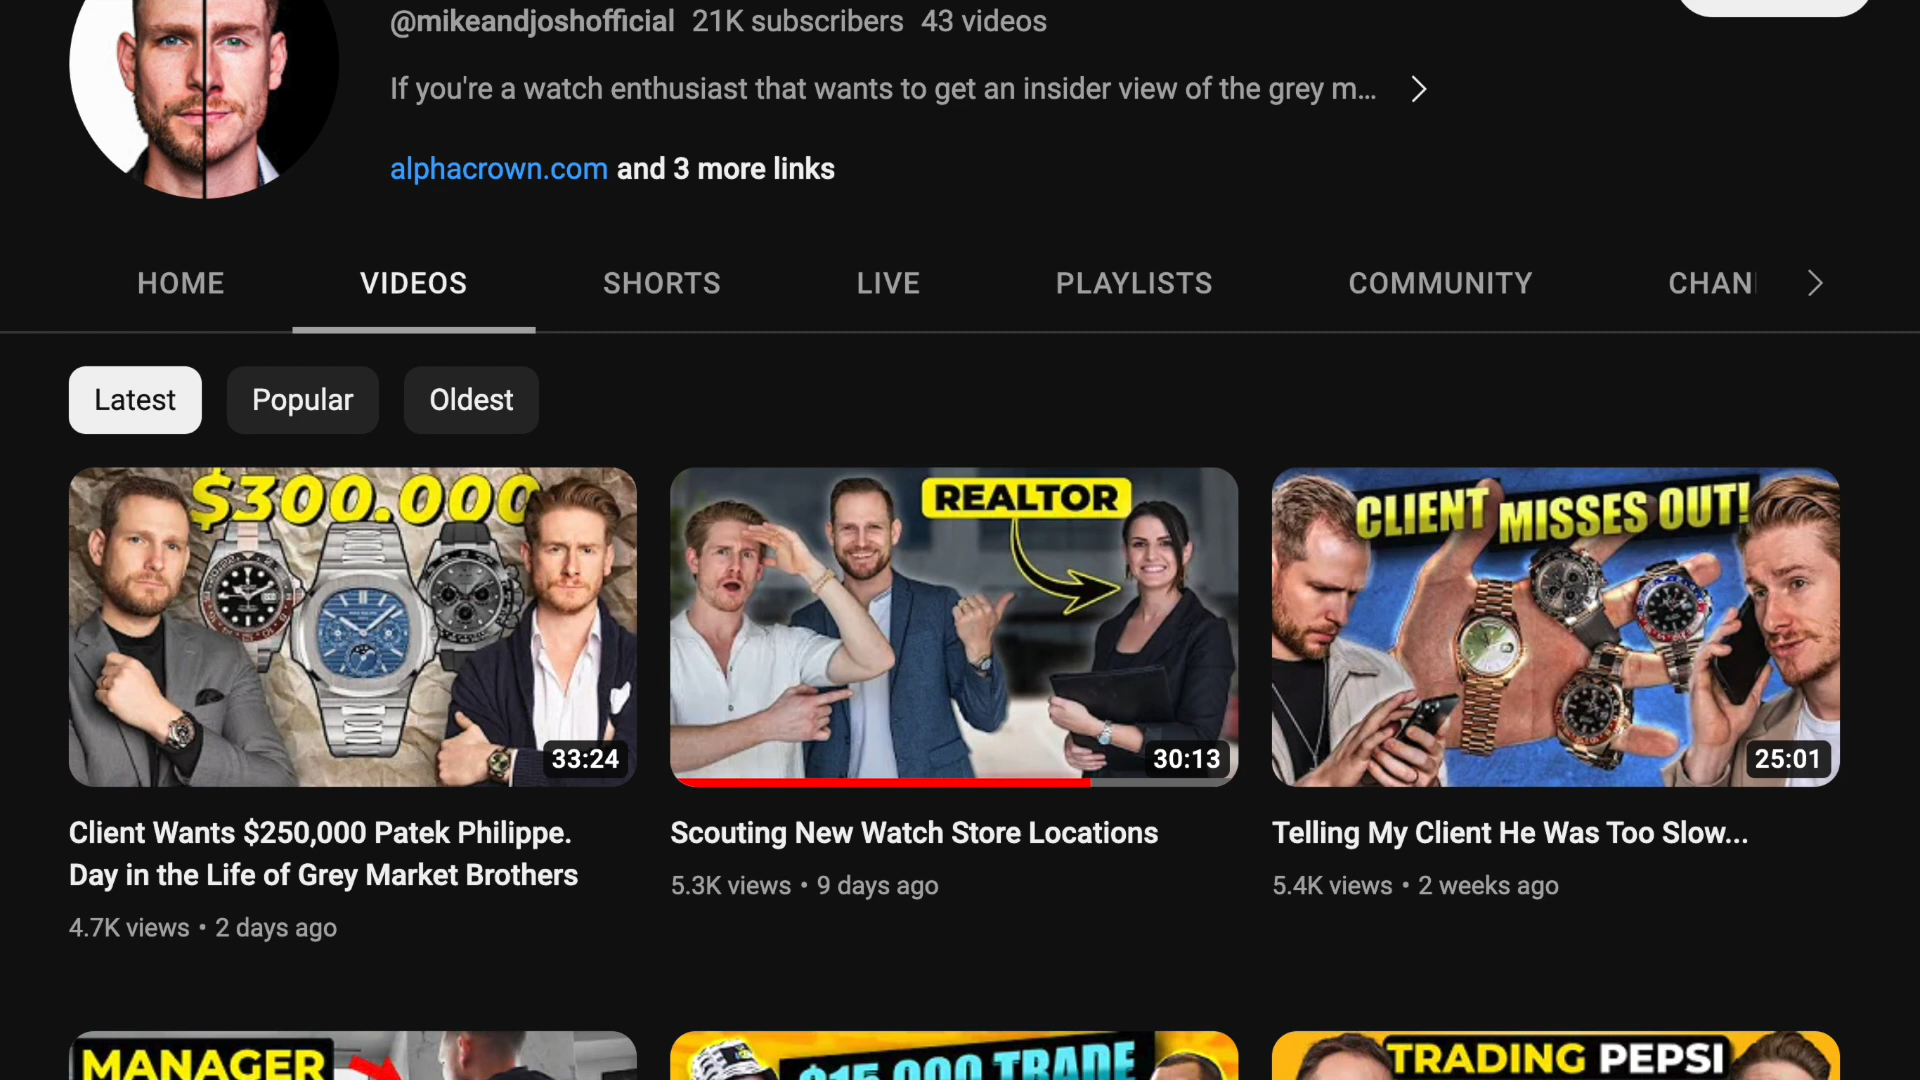 @mikeandjoshofficial 21K subscribers 43 videos
If you're a watch enthusiast that wants to get an insider view of the grey m...
alphacrown.com and 3 more links
HOME VIDEOS SHORTS LIVE PLAYLISTS COMMUNITY CHAN
Latest Popular Oldest
$300.000
33:24
REALTOR
30:13
CLIENT MISSES OUT!
25:01
Client Wants $250,000 Patek Philippe.
Day in the Life of Grey Market Brothers
4.7K views • 2 days ago
Scouting New Watch Store Locations
5.3K views • 9 days ago
Telling My Client He Was Too Slow...
5.4K views • 2 weeks ago
MANAGER
$15,000 TRADE
TRADING PEPSI